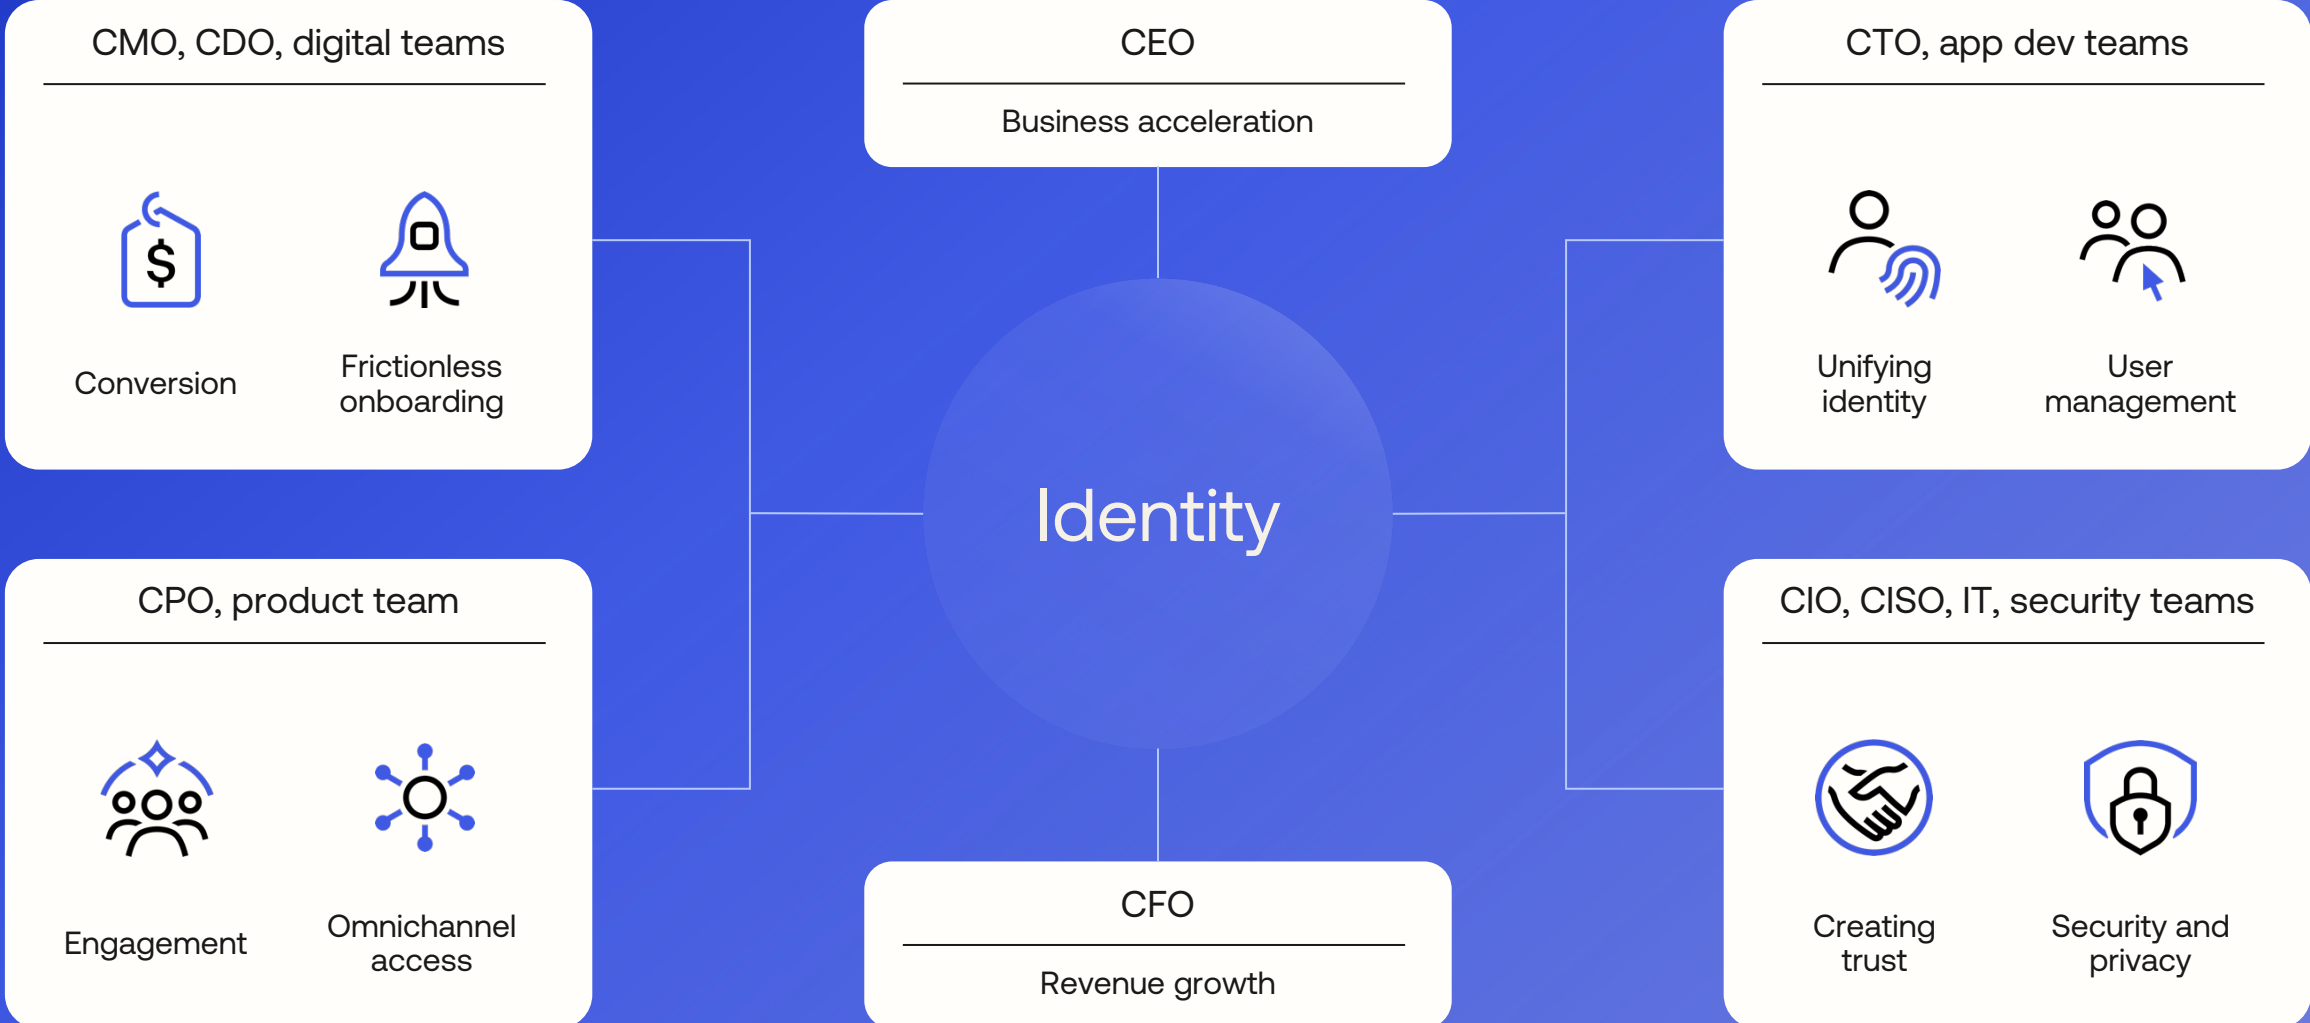 CMO, CDO, digital teams
Conversion
Frictionless
onboarding
CEO
Business acceleration
CTO, app dev teams
Unifying
identity
User
management
Identity
CPO, product team
Engagement
Omnichannel
access
CFO
Revenue growth
CIO, CISO, IT, security teams
Creating
trust
Security and
privacy